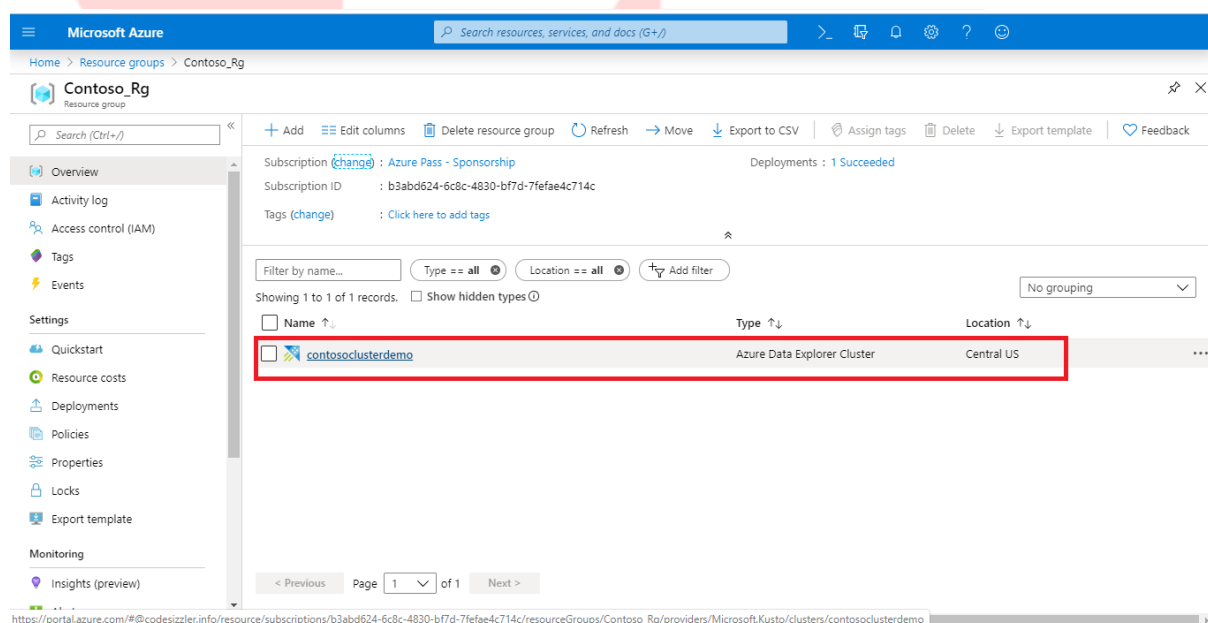 Microsoft Azure
Search resources, services, and docs (G+/)
Home > Resource groups > Contoso_Rg
Contoso_Rg
Resource group
Search (Ctrl+/)
+ Add Edit columns Delete resource group Refresh Move Export to CSV Assign tags Delete Export template Feedback
Subscription (change) : Azure Pass - Sponsorship Deployments : 1 Succeeded
Subscription ID : b3abd624-6c8c-4830-bf7d-7fefae4c714c
Tags (change) : Click here to add tags
Overview
Activity log
Access control (IAM)
Tags
Events
Settings
Quickstart
Resource costs
Deployments
Policies
Properties
Locks
Export template
Monitoring
Insights (preview)
Filter by name... Type == all Location == all Add filter
Showing 1 to 1 of 1 records. Show hidden types No grouping
Name Type Location
contosoclusterdemo Azure Data Explorer Cluster Central US
< Previous Page 1 of 1 Next >
https://portal.azure.com/#@codesizzler.info/resource/subscriptions/b3abd624-6c8c-4830-bf7d-7fefae4c714c/resourceGroups/Contoso_Rg/providers/Microsoft.Kusto/clusters/contosoclusterdemo